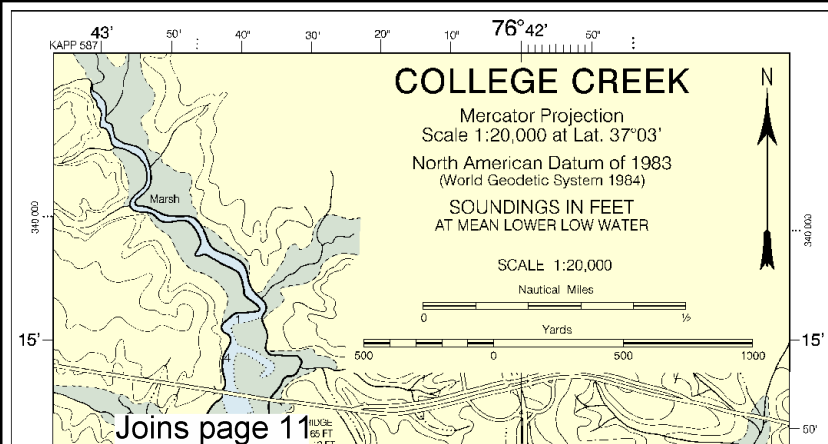 43' 50" 40" 30" 20" 10" 76°42' 50"
KAPP 587
COLLEGE CREEK
N
Mercator Projection
Scale 1:20,000 at Lat. 37°03'
North American Datum of 1983
(World Geodetic System 1984)
Marsh
SOUNDINGS IN FEET
AT MEAN LOWER LOW WATER
340 000
340 000
SCALE 1:20,000
Nautical Miles
0 ½
1
Yards
15' 15'
500 0 500 1000
4
Joins page 11
65 FT
50'